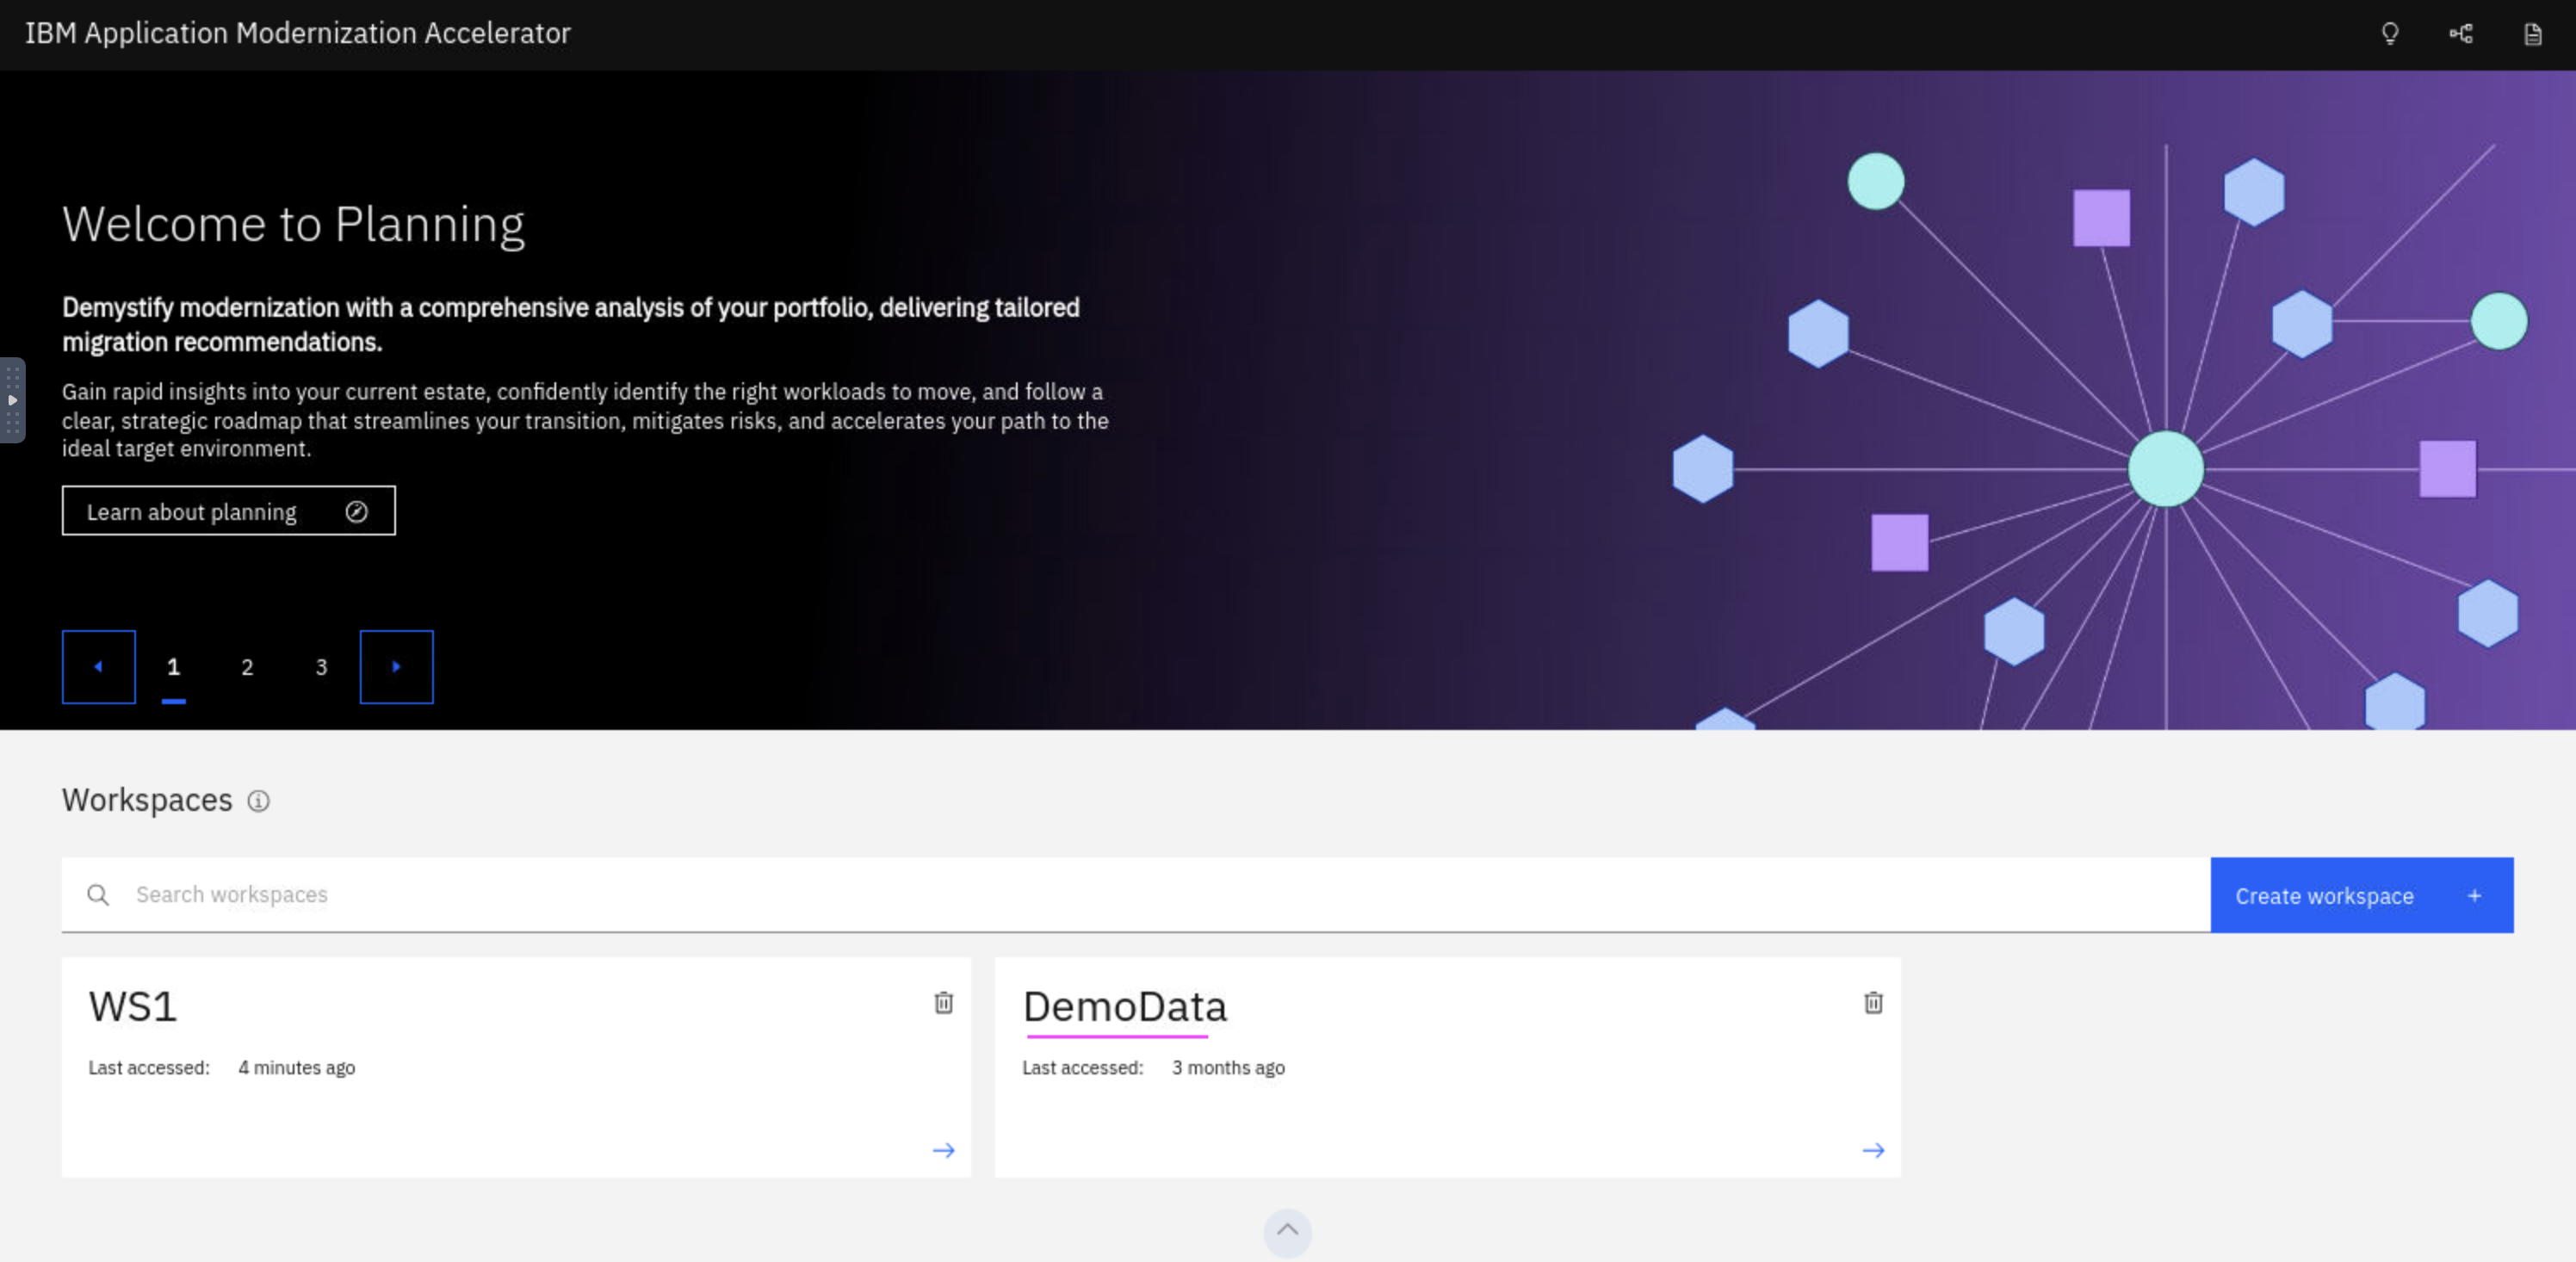 IBM Application Modernization Accelerator
Welcome to Planning
Demystify modernization with a comprehensive analysis of your portfolio, delivering tailored
migration recommendations.
Gain rapid insights into your current estate, confidently identify the right workloads to move, and follow a
clear, strategic roadmap that streamlines your transition, mitigates risks, and accelerates your path to the
ideal target environment.
Learn about planning
1 2 3
Workspaces
Search workspaces
Create workspace +
WS1
Last accessed: 4 minutes ago
DemoData
Last accessed: 3 months ago